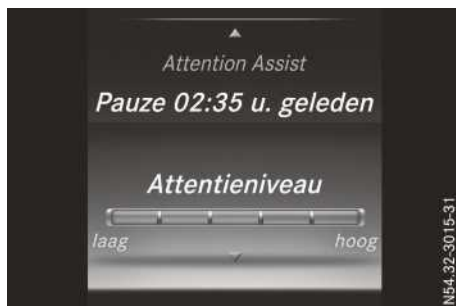 Attention Assist
Pauze 02:35 u. geleden
Attentieniveau
laag hoog
N54.32-3015-31